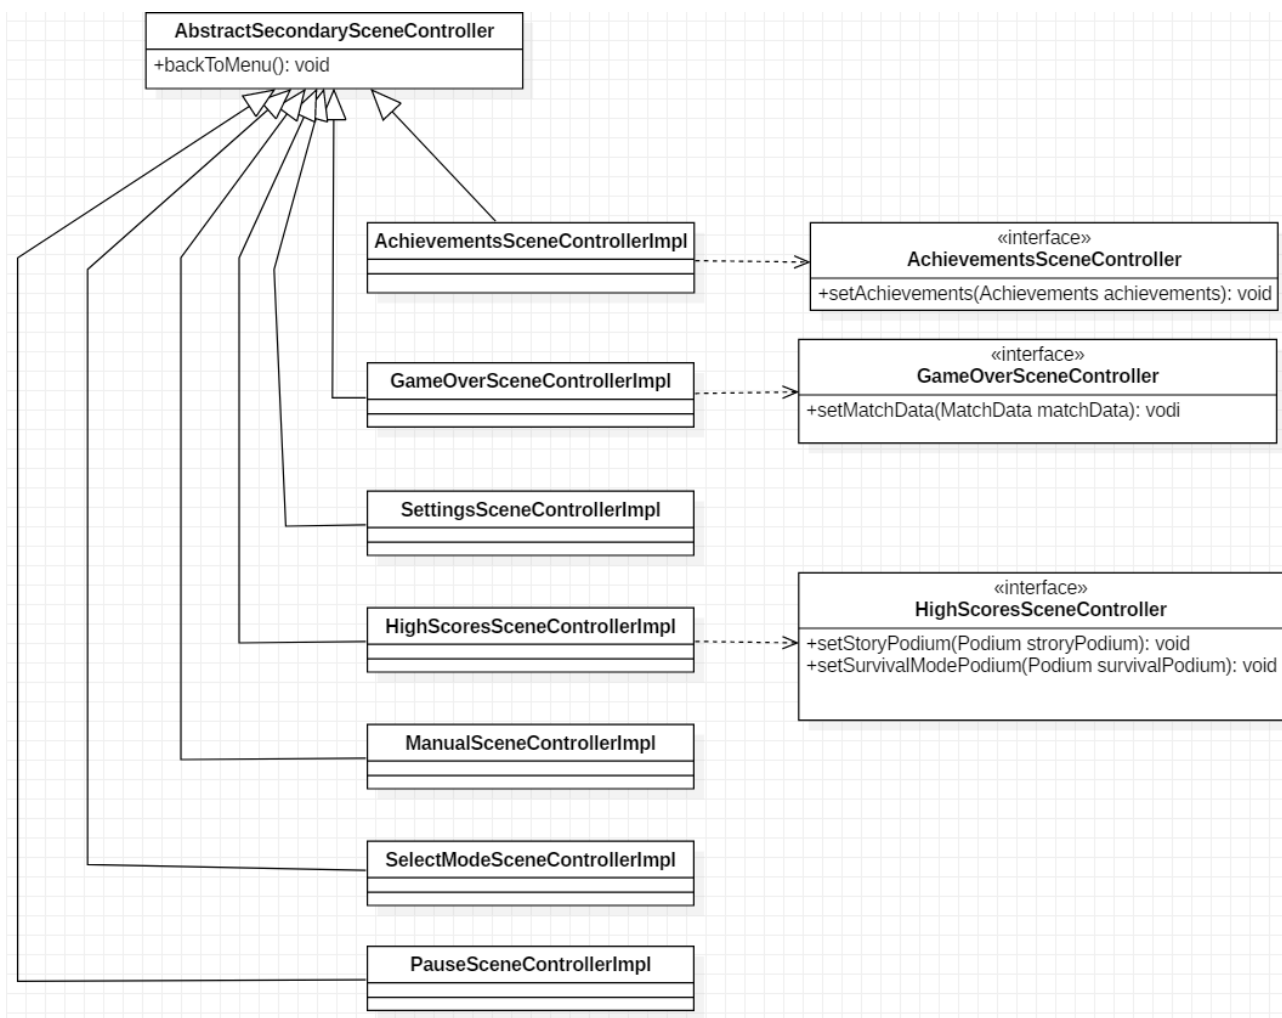 AbstractSecondarySceneController
+backToMenu(): void
AchievementsSceneControllerImpl
«interface»
AchievementsSceneController
+setAchievements(Achievements achievements): void
GameOverSceneControllerImpl
«interface»
GameOverSceneController
+setMatchData(MatchData matchData): vodi
SettingsSceneControllerImpl
HighScoresSceneControllerImpl
«interface»
HighScoresSceneController
+setStoryPodium(Podium stroryPodium): void
+setSurvivalModePodium(Podium survivalPodium): void
ManualSceneControllerImpl
SelectModeSceneControllerImpl
PauseSceneControllerImpl